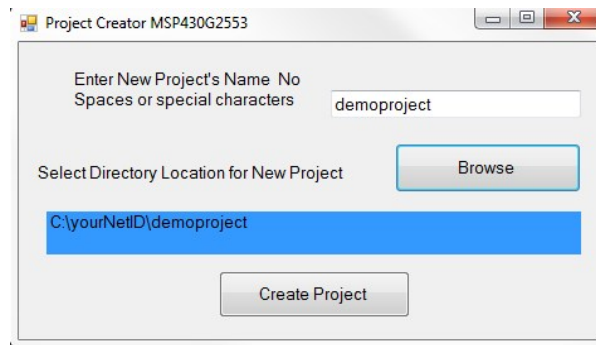 Project Creator MSP430G2553
Enter New Project's Name No
Spaces or special characters
demoproject
Select Directory Location for New Project
Browse
C:\yourNetID\demoproject
Create Project